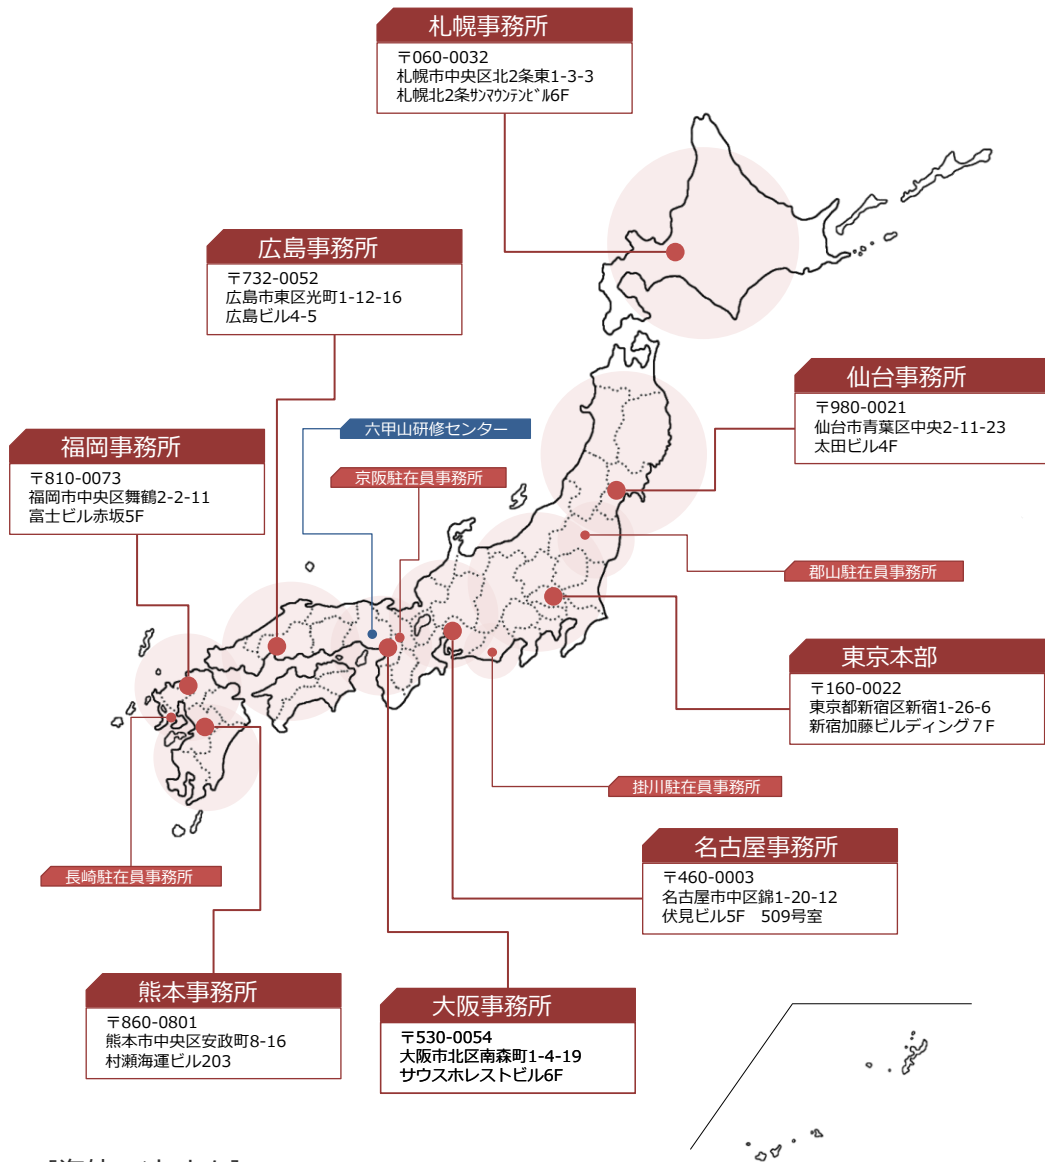 札幌事務所
〒060-0032
札幌市中央区北2条東1-3-3
札幌北2条ｻﾝﾏｳﾝﾃﾝﾋﾞﾙ6F
広島事務所
〒732-0052
広島市東区光町1-12-16
広島ビル4-5
仙台事務所
〒980-0021
仙台市青葉区中央2-11-23
太田ビル4F
六甲山研修センター
福岡事務所
〒810-0073
福岡市中央区舞鶴2-2-11
富士ビル赤坂5F
京阪駐在員事務所
郡山駐在員事務所
東京本部
〒160-0022
東京都新宿区新宿1-26-6
新宿加藤ビルディング７F
掛川駐在員事務所
名古屋事務所
〒460-0003
名古屋市中区錦1-20-12
伏見ビル5F　509号室
長崎駐在員事務所
熊本事務所
〒860-0801
熊本市中央区安政町8-16
村瀬海運ビル203
大阪事務所
〒530-0054
大阪市北区南森町1-4-19
サウスホレストビル6F